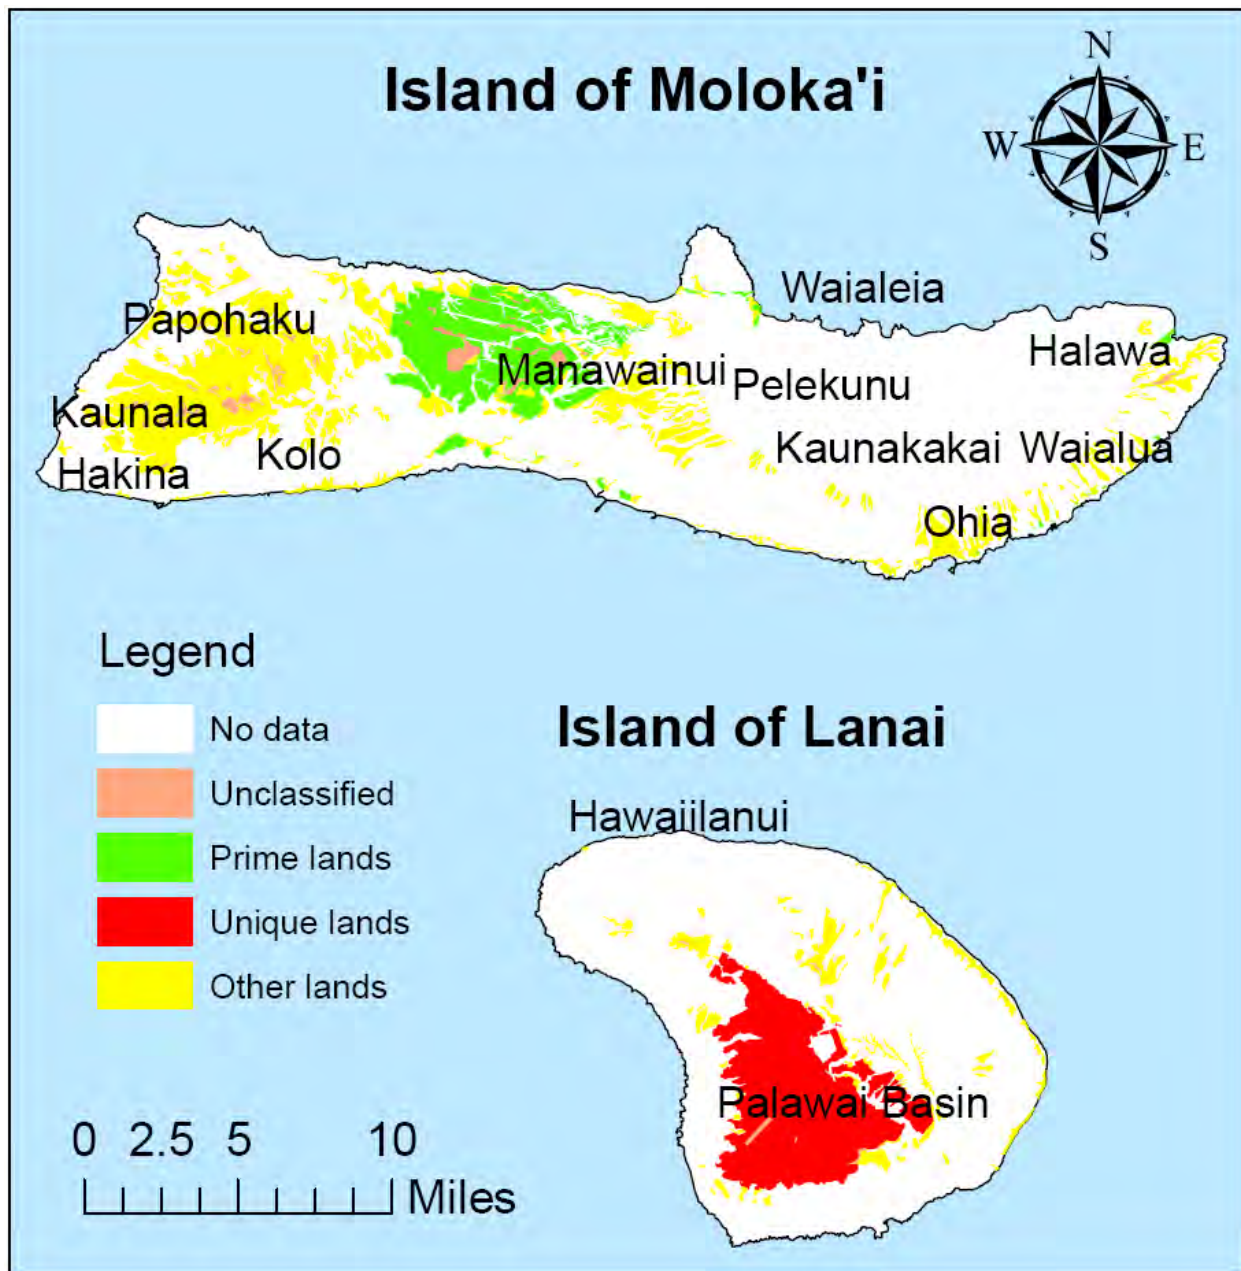 Island of Moloka'i
N
W
E
S
Waialeia
Papohaku
Halawa
Manawainui
Pelekunu
Kaunala
Kolo
Kaunakakai
Waialua
Hakina
Ohia
Legend
No data
Unclassified
Prime lands
Unique lands
Other lands
Island of Lanai
Hawaiilanui
Palawai Basin
0 2.5 5 10
Miles